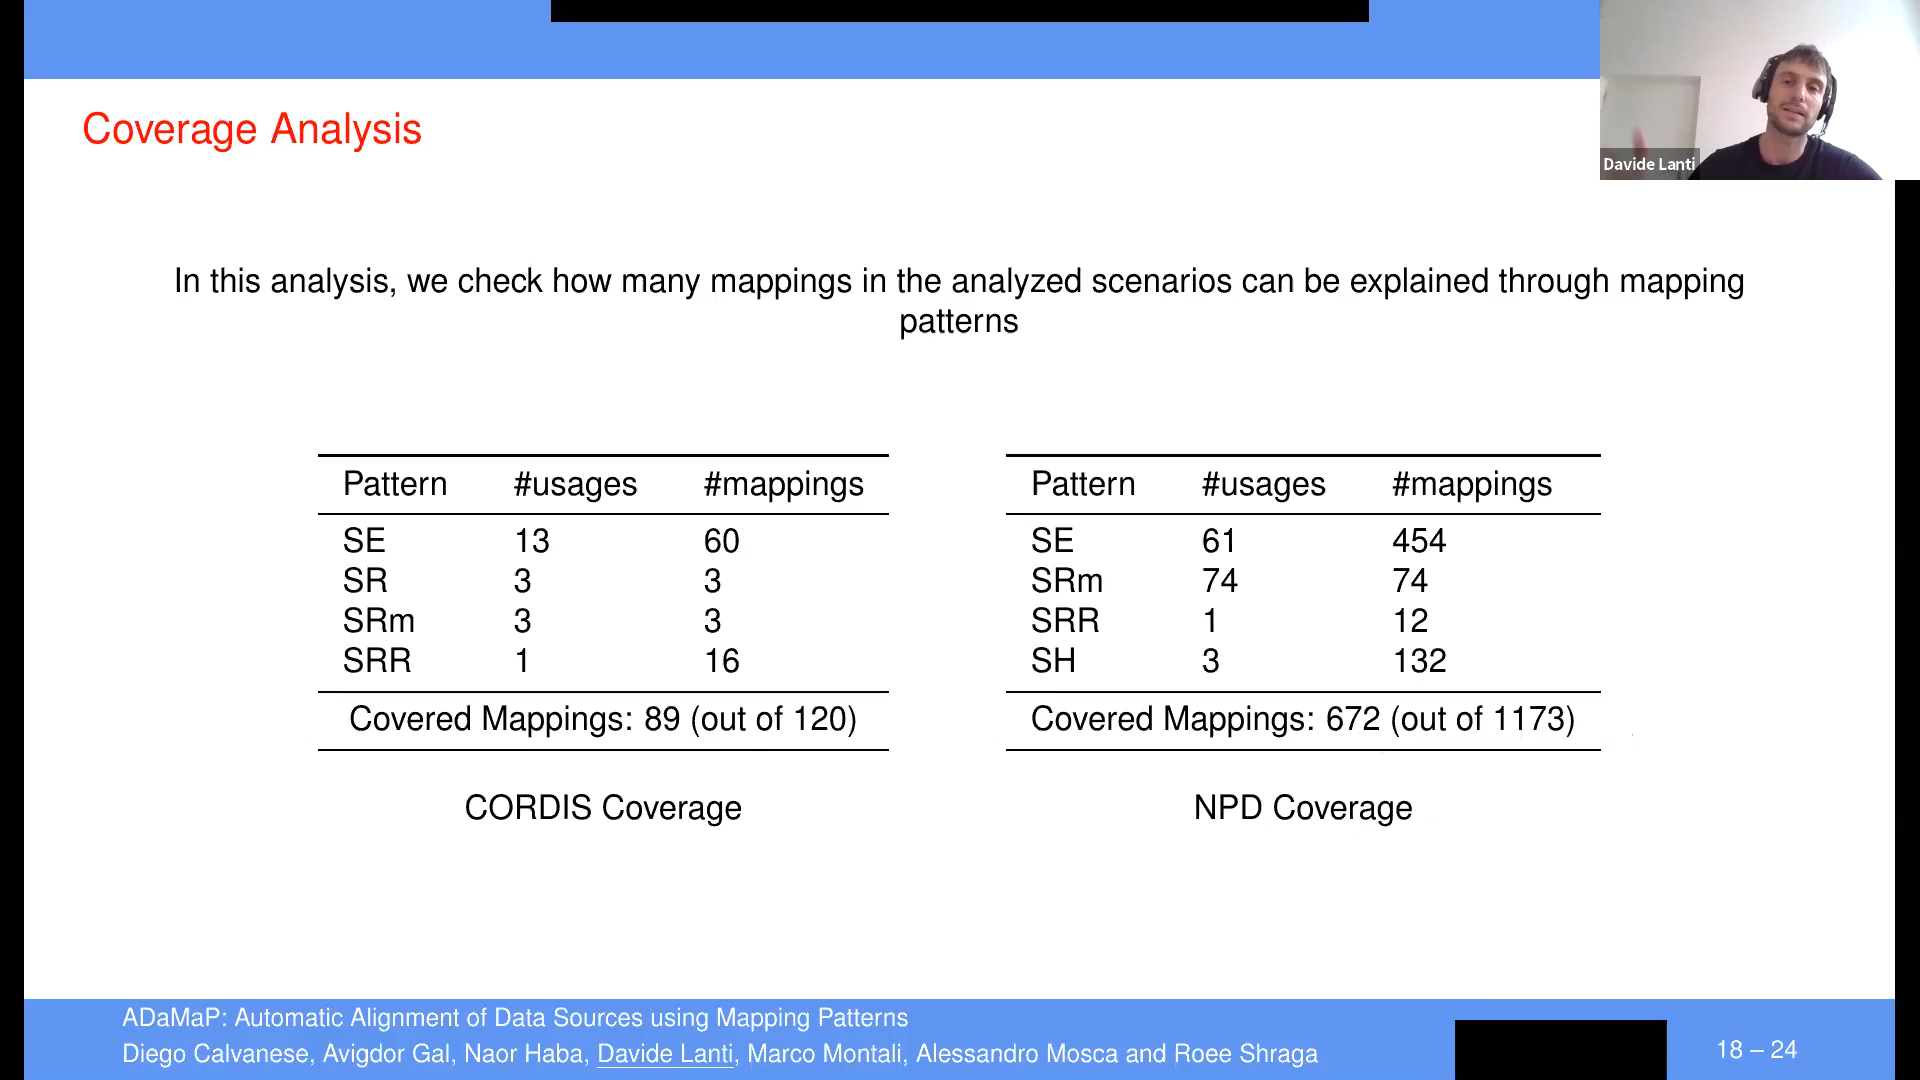 Davide Lanti
Coverage Analysis
In this analysis, we check how many mappings in the analyzed scenarios can be explained through mapping
patterns
Pattern #usages #mappings
SE 13 60
SR 3 3
SRm 3 3
SRR 1 16
Covered Mappings: 89 (out of 120)
CORDIS Coverage
Pattern #usages #mappings
SE 61 454
SRm 74 74
SRR 1 12
SH 3 132
Covered Mappings: 672 (out of 1173)
NPD Coverage
ADaMaP: Automatic Alignment of Data Sources using Mapping Patterns
Diego Calvanese, Avigdor Gal, Naor Haba, Davide Lanti, Marco Montali, Alessandro Mosca and Roee Shraga
18 – 24